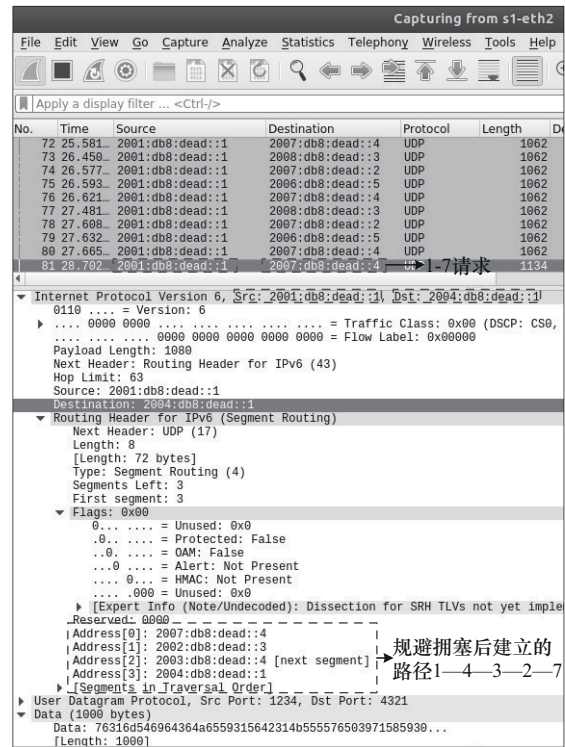 Capturing from s1-eth2
File Edit View Go Capture Analyze Statistics Telephony Wireless Tools Help
Apply a display filter ... <Ctrl-/>
No. Time Source Destination Protocol Length
72 25.581… 2001:db8:dead::1 2007:db8:dead::4 UDP 1062
73 26.450… 2001:db8:dead::1 2008:db8:dead::3 UDP 1062
74 26.577… 2001:db8:dead::1 2007:db8:dead::2 UDP 1062
75 26.593… 2001:db8:dead::1 2006:db8:dead::5 UDP 1062
76 26.621… 2001:db8:dead::1 2007:db8:dead::4 UDP 1062
77 27.481… 2001:db8:dead::1 2008:db8:dead::3 UDP 1062
78 27.608… 2001:db8:dead::1 2007:db8:dead::2 UDP 1062
79 27.632… 2001:db8:dead::1 2006:db8:dead::5 UDP 1062
80 27.665… 2001:db8:dead::1 2007:db8:dead::4 UDP 1062
81 28.702… 2001:db8:dead::1 2007:db8:dead::4 1-7请求 1134
Internet Protocol Version 6, Src: 2001:db8:dead::1, Dst: 2004:db8:dead::1
0110 .... = Version: 6
.... 0000 0000 .... .... .... .... .... = Traffic Class: 0x00 (DSCP: CS0,
.... .... .... 0000 0000 0000 0000 0000 = Flow Label: 0x00000
Payload Length: 1080
Next Header: Routing Header for IPv6 (43)
Hop Limit: 63
Source: 2001:db8:dead::1
Destination: 2004:db8:dead::1
Routing Header for IPv6 (Segment Routing)
Next Header: UDP (17)
Length: 8
[Length: 72 bytes]
Type: Segment Routing (4)
Segments Left: 3
First segment: 3
Flags: 0x00
0... .... = Unused: 0x0
.0.. .... = Protected: False
..0. .... = OAM: False
...0 .... = Alert: Not Present
.... 0... = HMAC: Not Present
.... .000 = Unused: 0x0
[Expert Info (Note/Undecoded): Dissection for SRH TLVs not yet imple
Reserved: 0000
Address[0]: 2007:db8:dead::4
Address[1]: 2002:db8:dead::3
Address[2]: 2003:db8:dead::4 [next segment]
Address[3]: 2004:db8:dead::1
[Segments in Traversal Order]
规避拥塞后建立的
路径1—4—3—2—7
User Datagram Protocol, Src Port: 1234, Dst Port: 4321
Data (1000 bytes)
Data: 76316d546964364a6559315642314b555576503971585930...
[Length: 1000]